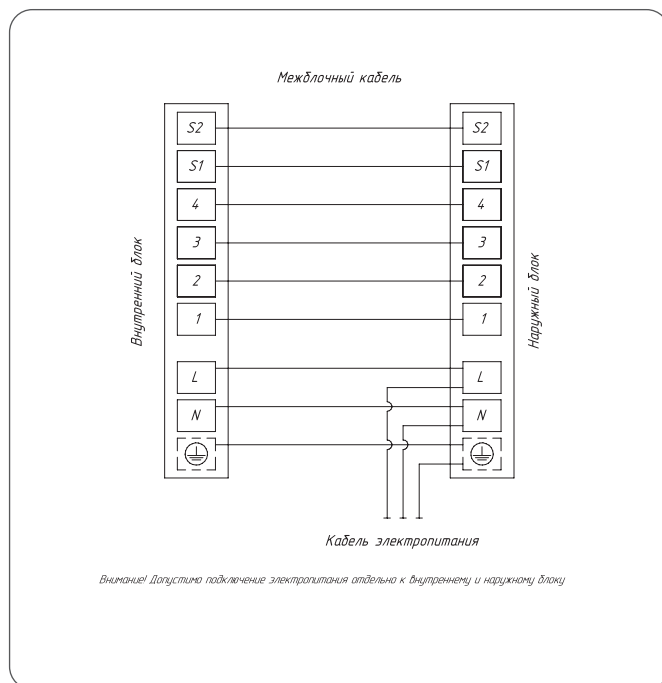 Межблочный кабель
S2 S2
S1 S1
4 4
3 3
2 2
1 1
Внутренний блок
Наружный блок
L L
N N
Кабель электропитания
Внимание! Допустимо подключение электропитания отдельно к внутреннему и наружному блоку